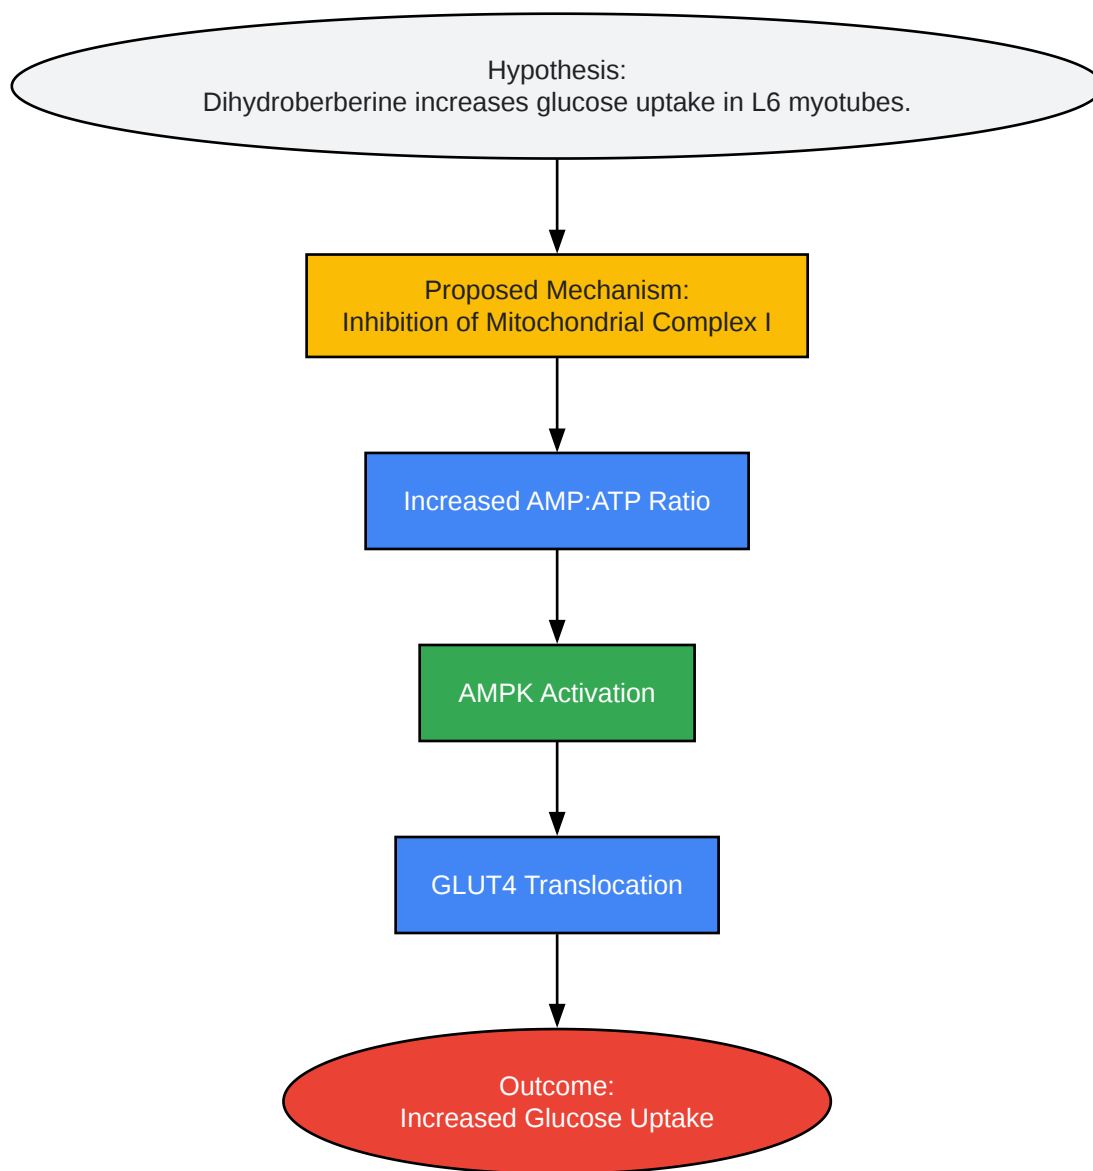 Hypothesis:
Dihydroberberine increases glucose uptake in L6 myotubes.
Proposed Mechanism:
Inhibition of Mitochondrial Complex I
Increased AMP:ATP Ratio
AMPK Activation
GLUT4 Translocation
Outcome:
Increased Glucose Uptake